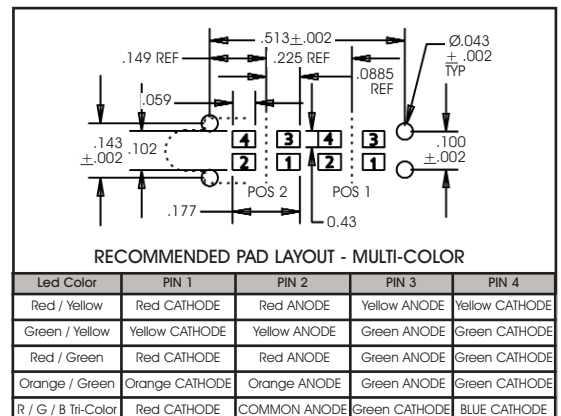 .513±.002
Ø.043
± .002
TYP
.149 REF
.225 REF
.0885
REF
.059
.143
±.002
.102
4 3 4 3
2 1 2 1
.100
±.002
POS 2 POS 1
.177
0.43
RECOMMENDED PAD LAYOUT - MULTI-COLOR
Led Color PIN 1 PIN 2 PIN 3 PIN 4
Red / Yellow Red CATHODE Red ANODE Yellow ANODE Yellow CATHODE
Green / Yellow Yellow CATHODE Yellow ANODE Green ANODE Green CATHODE
Red / Green Red CATHODE Red ANODE Green ANODE Green CATHODE
Orange / Green Orange CATHODE Orange ANODE Green ANODE Green CATHODE
R / G / B Tri-Color Red CATHODE COMMON ANODE Green CATHODE BLUE CATHODE